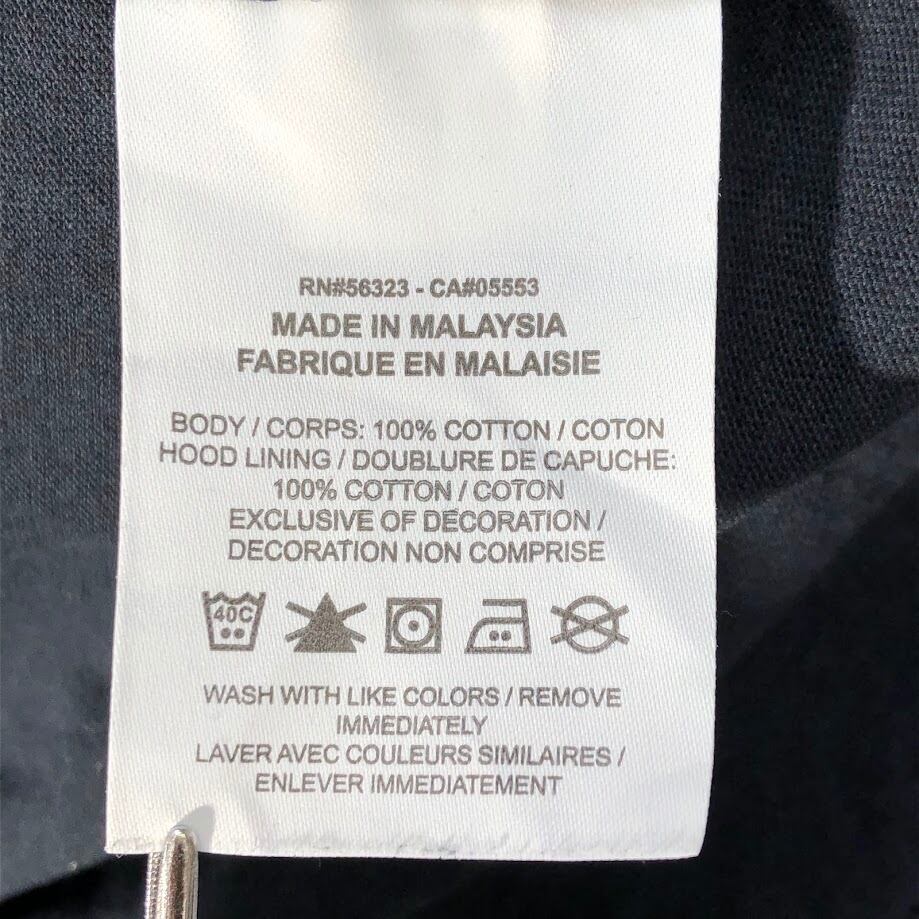 RN#56323 - CA#05553
MADE IN MALAYSIA
FABRIQUE EN MALAISIE
BODY / CORPS: 100% COTTON / COTON
HOOD LINING / DOUBLURE DE CAPUCHE:
100% COTTON / COTON
EXCLUSIVE OF DECORATION /
DECORATION NON COMPRISE
40C
WASH WITH LIKE COLORS / REMOVE
IMMEDIATELY
LAVER AVEC COULEURS SIMILAIRES /
ENLEVER IMMEDIATEMENT